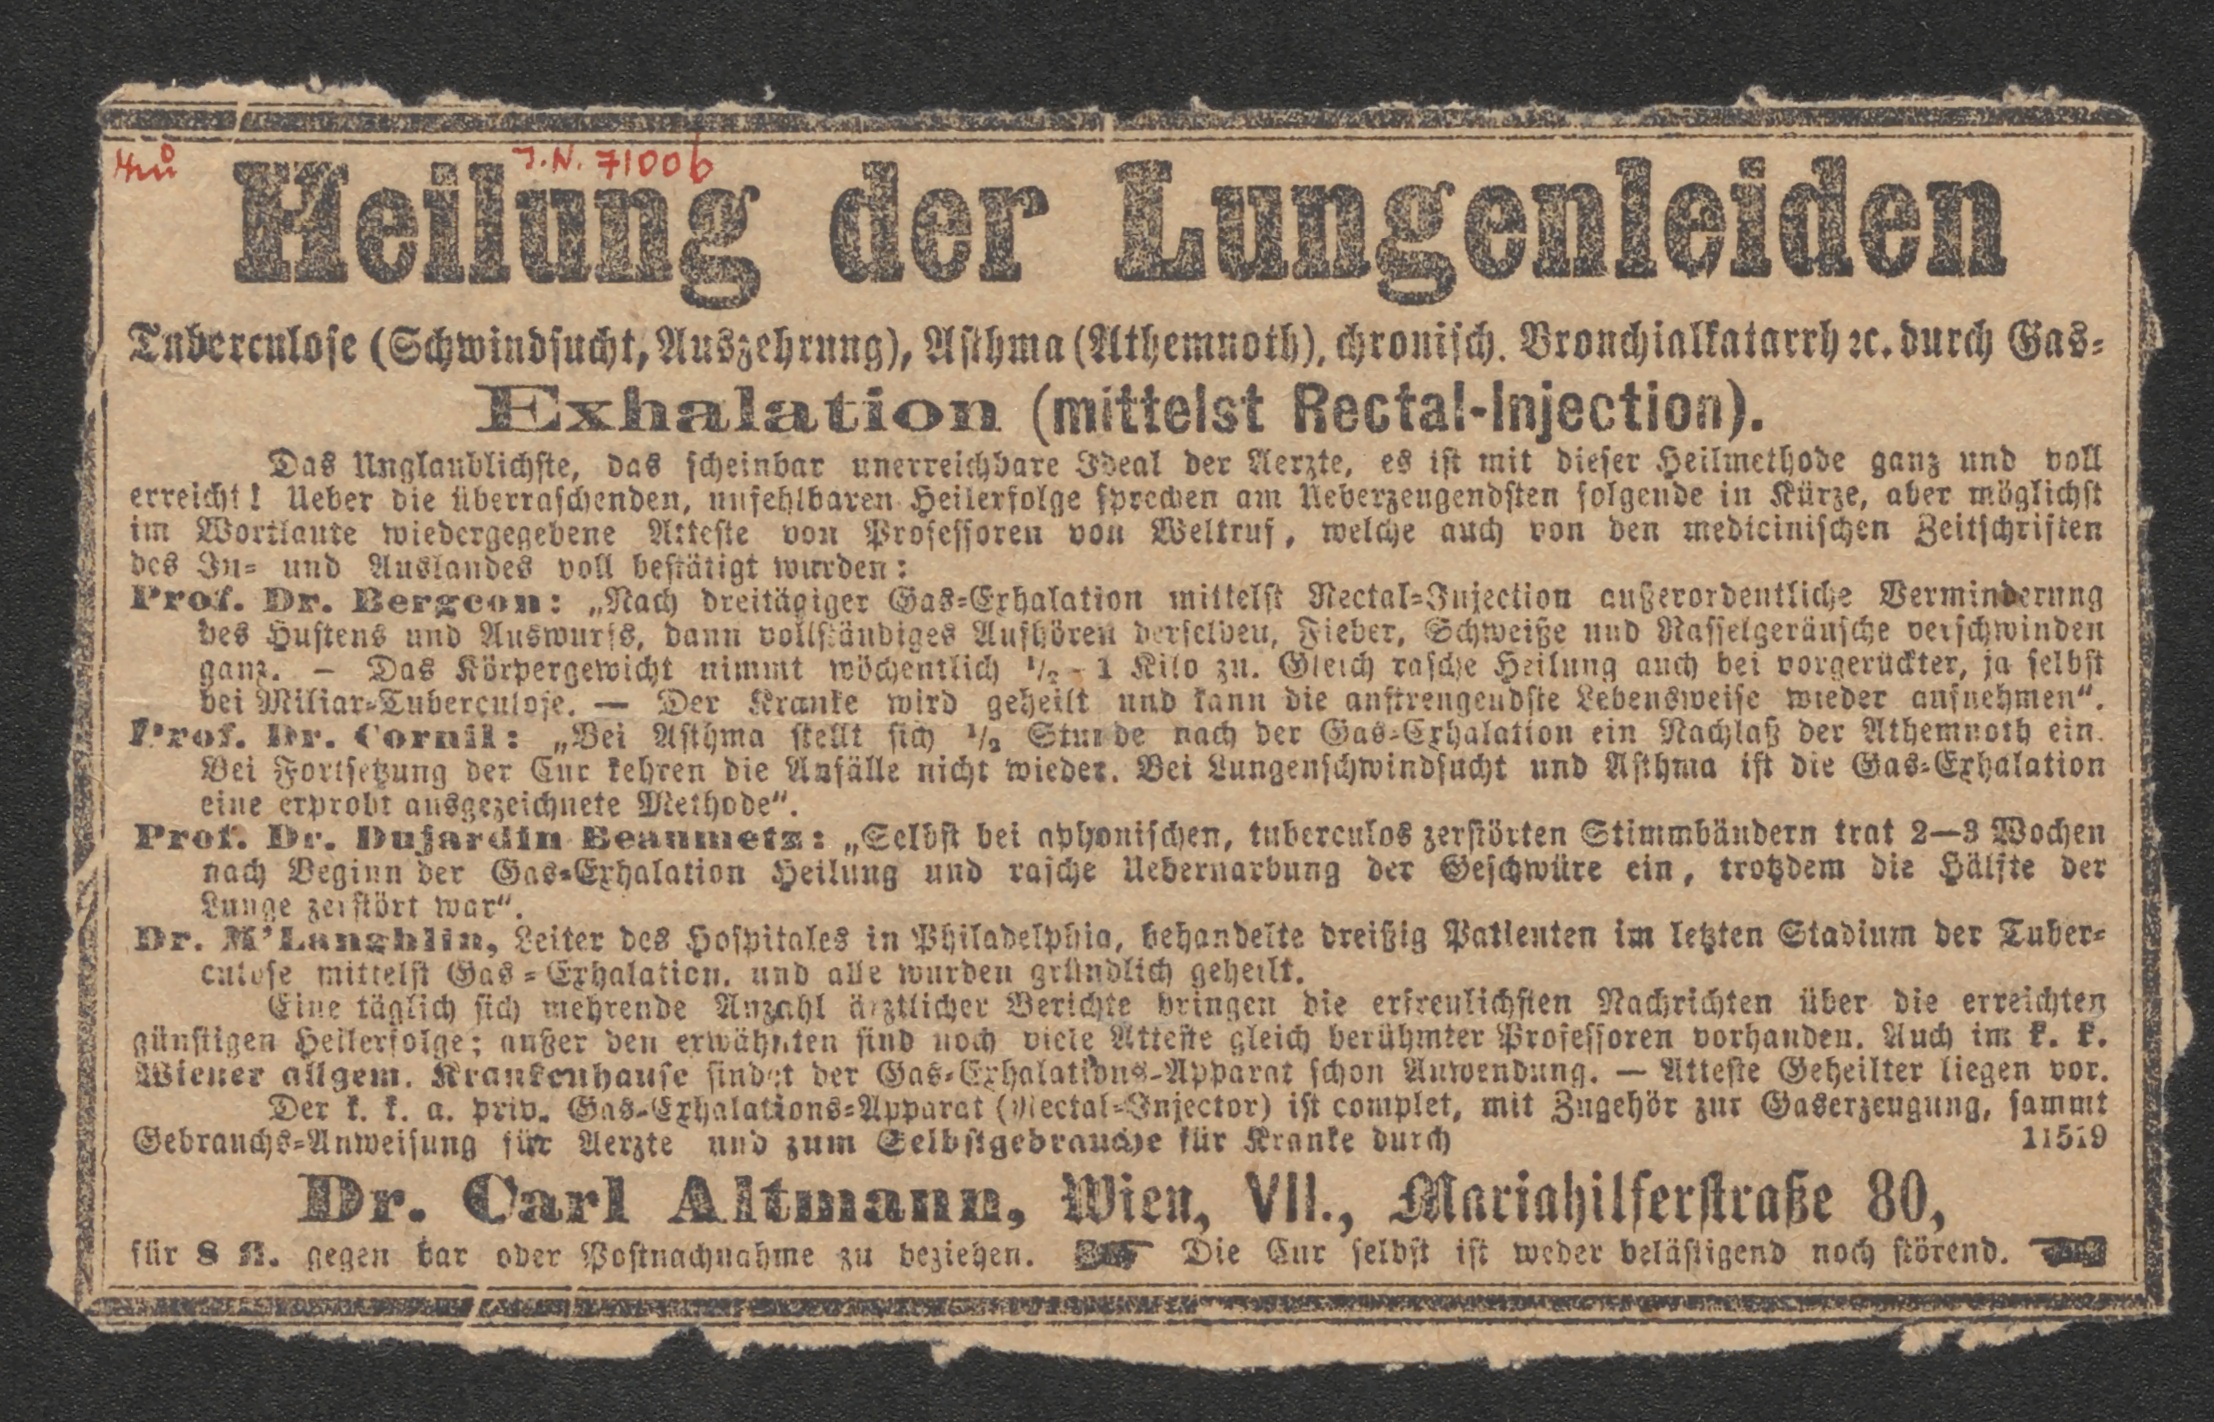 J. N. 71006
Heilung der Lungenleiden
Tuberculose (Schwindsucht, Auszehrung), Asthma (Athemnoth), chronisch. Bronchialkatarrh ꝛc. durch Gas-
Exhalation (mittelst Rectal-Injection).
Das Unglaublichste, das scheinbar unerreichbare Ideal der Aerzte, es ist mit dieser Heilmethode ganz und voll
erreicht! Ueber die überraschenden, unfehlbaren Heilerfolge sprechen am Ueberzeugendsten folgende in Kürze, aber möglichst
im Wortlaute wiedergegebene Atteste von Professoren von Weltruf, welche auch von den medicinischen Zeitschriften
des In- und Auslandes voll bestätigt wurden:
Prof. Dr. Bergeon: „Nach dreitägiger Gas-Exhalation mittelst Rectal-Injection außerordentliche Verminderung
des Hustens und Auswurfs, dann vollständiges Aufhören derselben, Fieber, Schweiße und Rasselgeräusche verschwinden
ganz. — Das Körpergewicht nimmt wöchentlich ½ - 1 Kilo zu. Gleich rasche Heilung auch bei vorgerückter, ja selbst
bei Miliar-Tuberculose. — Der Kranke wird geheilt und kann die anstrengendste Lebensweise wieder aufnehmen“.
Prof. Dr. Cornil: „Bei Asthma stellt sich ½ Stunde nach der Gas-Exhalation ein Nachlaß der Athemnoth ein.
Bei Fortsetzung der Cur kehren die Anfälle nicht wieder. Bei Lungenschwindsucht und Asthma ist die Gas-Exhalation
eine erprobt ausgezeichnete Methode“.
Prof. Dr. Dujardin Beaumetz: „Selbst bei aphonischen, tuberculos zerstörten Stimmbändern trat 2—3 Wochen
nach Beginn der Gas-Exhalation Heilung und rasche Uebernarbung der Geschwüre ein, trotzdem die Hälfte der
Lunge zerstört war“.
Dr. M'Laughlin, Leiter des Hospitales in Philadelphia, behandelte dreißig Patienten im letzten Stadium der Tuber-
culose mittelst Gas-Exhalation, und alle wurden gründlich geheilt.
Eine täglich sich mehrende Anzahl ärztlicher Berichte bringen die erfreulichsten Nachrichten über die erreichten
günstigen Heilerfolge; außer den erwähnten sind noch viele Atteste gleich berühmter Professoren vorhanden. Auch im k. k.
Wiener allgem. Krankenhause findet der Gas-Exhalations-Apparat schon Anwendung. — Atteste Geheilter liegen vor.
Der k. k. a. priv. Gas-Exhalations-Apparat (Rectal-Injector) ist complet, mit Zugehör zur Gaserzeugung, sammt
Gebrauchs-Anweisung für Aerzte und zum Selbstgebrauche für Kranke durch 11519
Dr. Carl Altmann, Wien, VII., Mariahilferstraße 80,
für 8 fl. gegen bar oder Postnachnahme zu beziehen. Die Cur selbst ist weder belästigend noch störend.